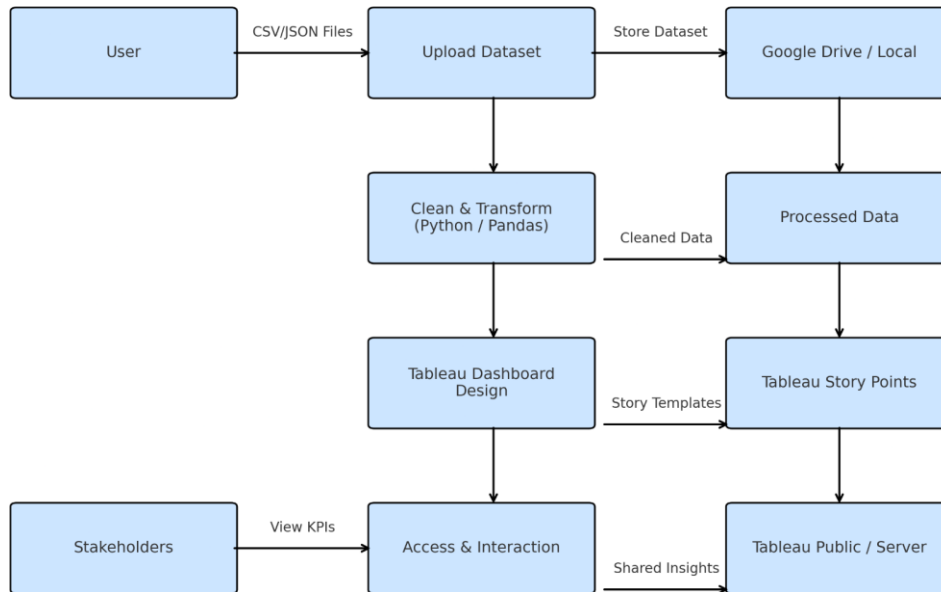 User
CSV/JSON Files
Upload Dataset
Store Dataset
Google Drive / Local
Clean & Transform
(Python / Pandas)
Cleaned Data
Processed Data
Tableau Dashboard
Design
Story Templates
Tableau Story Points
Stakeholders
View KPIs
Access & Interaction
Shared Insights
Tableau Public / Server